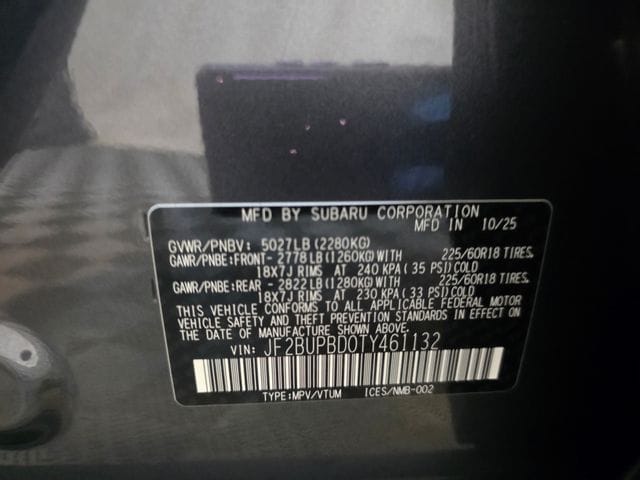 MFD BY SUBARU CORPORATION
MFD IN 10/25
GVWR/PNBV: 5027LB (2280KG)
GAWR/PNBE:FRONT- 2778LB (1260KG) WITH 225/60R18 TIRES,
18X7J RIMS AT 240 KPA (35 PSI) COLD
GAWR/PNBE:REAR - 2822LB (1280KG) WITH 225/60R18 TIRES,
18X7J RIMS AT 230 KPA (33 PSI) COLD
THIS VEHICLE CONFORMS TO ALL APPLICABLE FEDERAL MOTOR
VEHICLE SAFETY AND THEFT PREVENTION STANDARDS IN EFFECT ON
THE DATE OF MANUFACTURE SHOWN ABOVE.
VIN: JF2BUPBD0TY461132
TYPE:MPV/VTUM ICES/NMB-002